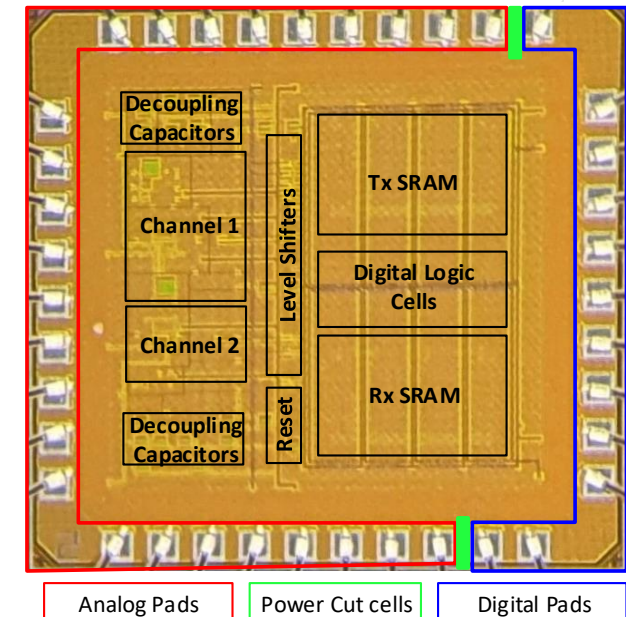 Decoupling
Capacitors
Channel 1
Level Shifters
Tx SRAM
Digital Logic
Cells
Channel 2
Rx SRAM
Reset
Decoupling
Capacitors
Analog Pads
Power Cut cells
Digital Pads